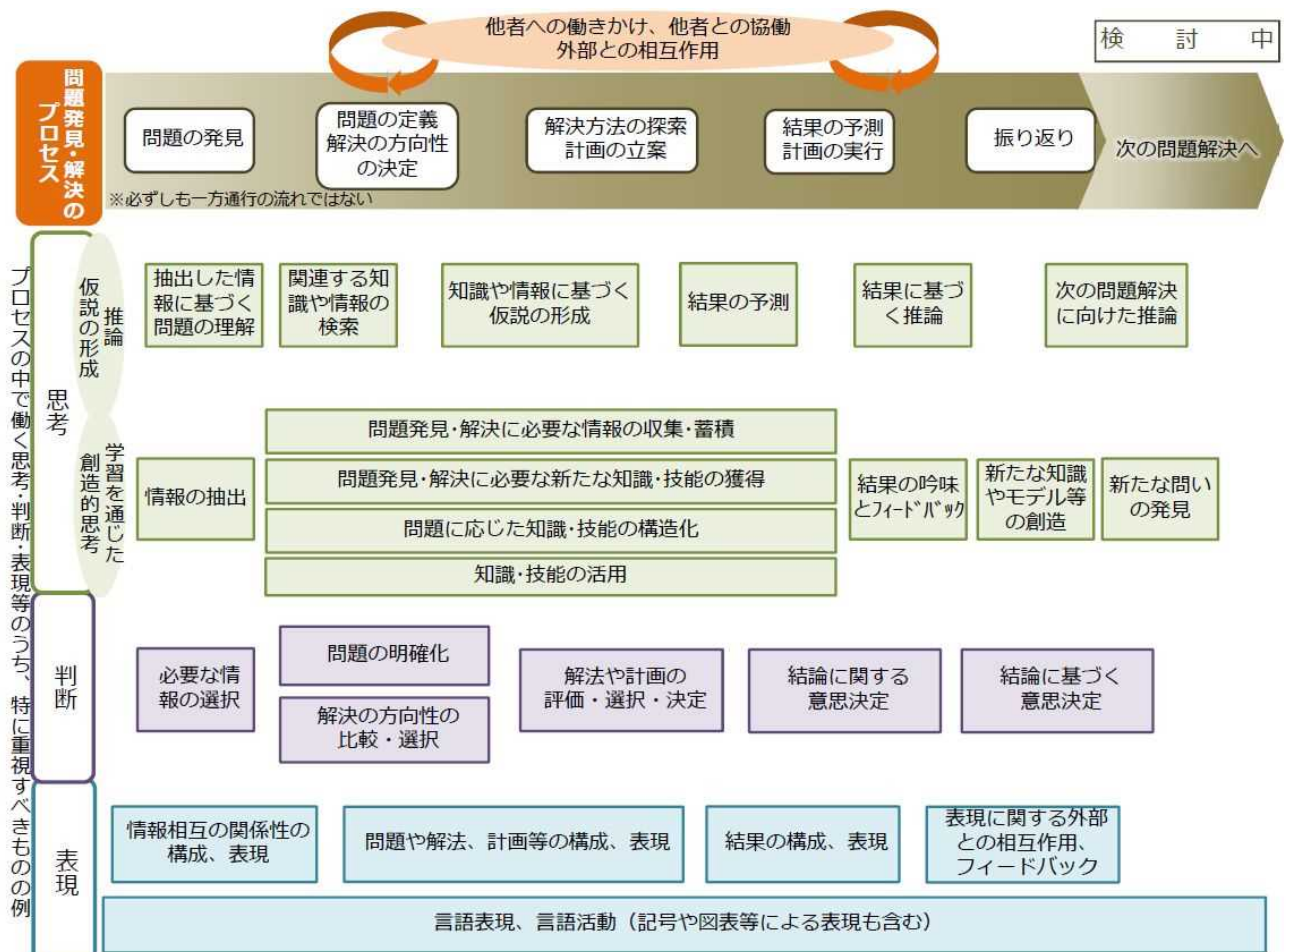 他者への働きかけ、他者との協働
外部との相互作用
検 討 中
問題発見・解決の
プロセス
問題の発見
問題の定義
解決の方向性
の決定
解決方法の探索
計画の立案
結果の予測
計画の実行
振り返り
次の問題解決へ
※必ずしも一方通行の流れではない
プロセスの中で働く思考・判断・表現等のうち、特に重視すべきものの例
思考
推論
仮説の形成
抽出した情
報に基づく
問題の理解
関連する知
識や情報の
検索
知識や情報に基づく
仮説の形成
結果の予測
結果に基づ
く推論
次の問題解決
に向けた推論
学習を通じた
創造的思考
情報の抽出
問題発見・解決に必要な情報の収集・蓄積
問題発見・解決に必要な新たな知識・技能の獲得
問題に応じた知識・技能の構造化
知識・技能の活用
結果の吟味
とフィードバック
新たな知識
やモデル等
の創造
新たな問い
の発見
判断
必要な情
報の選択
問題の明確化
解決の方向性の
比較・選択
解法や計画の
評価・選択・決定
結論に関する
意思決定
結論に基づく
意思決定
表現
情報相互の関係性の
構成、表現
問題や解法、計画等の構成、表現
結果の構成、表現
表現に関する外部
との相互作用、
フィードバック
言語表現、言語活動（記号や図表等による表現も含む）